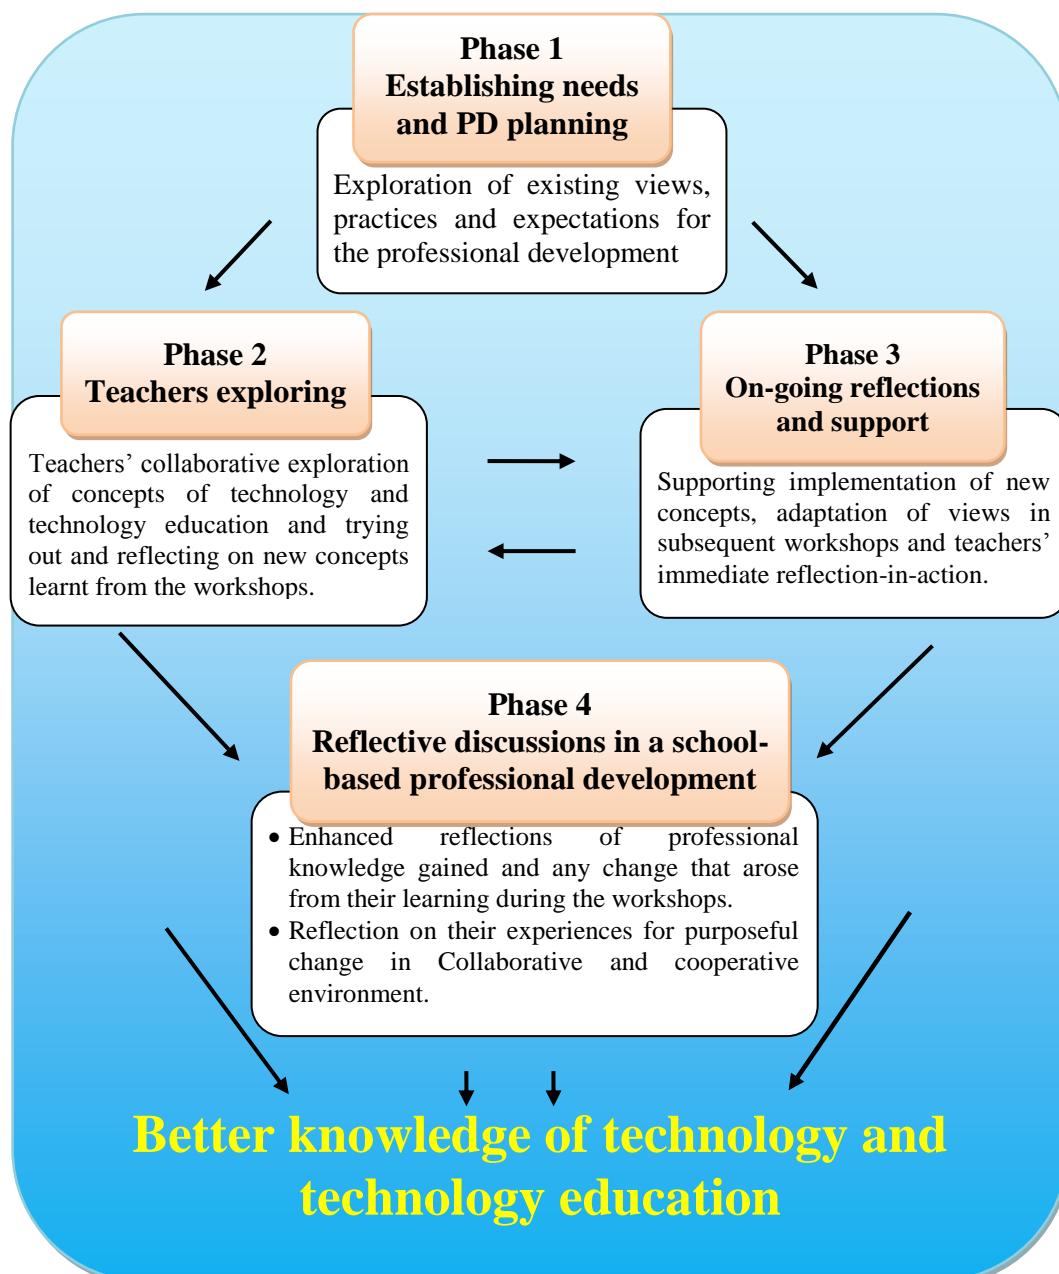 Phase 1
Establishing needs
and PD planning
Exploration of existing views,
practices and expectations for
the professional development
Phase 2
Teachers exploring
Teachers’ collaborative exploration
of concepts of technology and
technology education and trying
out and reflecting on new concepts
learnt from the workshops.
Phase 3
On-going reflections
and support
Supporting implementation of new
concepts, adaptation of views in
subsequent workshops and teachers’
immediate reflection-in-action.
Phase 4
Reflective discussions in a school-
based professional development
• Enhanced reflections of professional
knowledge gained and any change that arose
from their learning during the workshops.
• Reflection on their experiences for purposeful
change in Collaborative and cooperative
environment.
Better knowledge of technology and
technology education